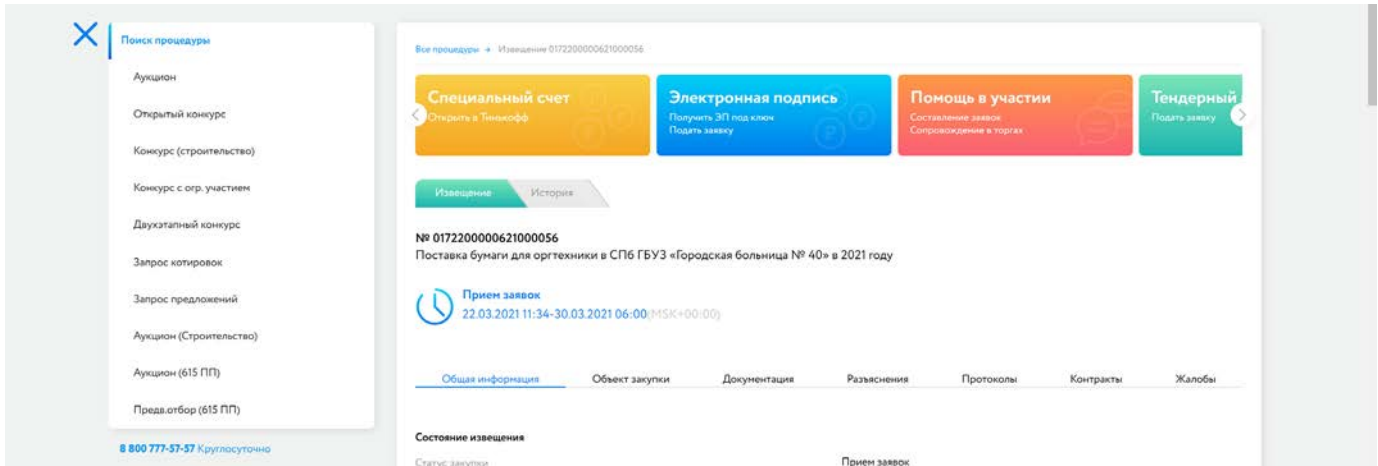 Поиск процедуры
Аукцион
Открытый конкурс
Конкурс (строительство)
Конкурс с огр. участием
Двухэтапный конкурс
Запрос котировок
Запрос предложений
Аукцион (Строительство)
Аукцион (615 ПП)
Предв.отбор (615 ПП)
8 800 777-57-57 Круглосуточно
Все процедуры → Извещение 0172200000621000056
Специальный счет
Открыть в Тинькофф
Электронная подпись
Получить ЭП под ключ
Подать заявку
Помощь в участии
Составление заявок
Сопровождение в торгах
Тендерный
Подать заявку
Извещение
История
№ 0172200000621000056
Поставка бумаги для оргтехники в СПб ГБУЗ «Городская больница № 40» в 2021 году
Прием заявок
22.03.2021 11:34-30.03.2021 06:00(MSK+00:00)
Общая информация Объект закупки Документация Разъяснения Протоколы Контракты Жалобы
Состояние извещения
Статус закупки Прием заявок